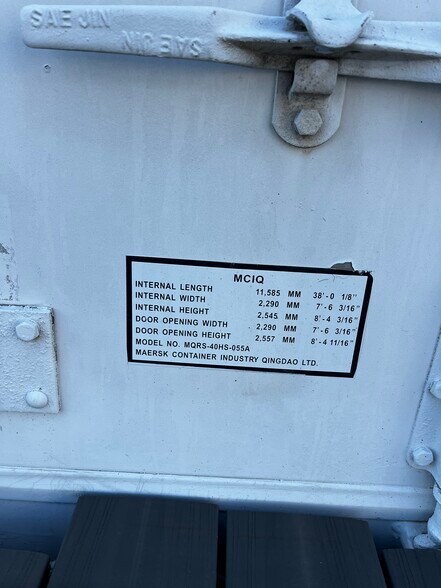 SAE JIN
SAE JIN
MCIQ
INTERNAL LENGTH 11,585 MM 38'-0 1/8"
INTERNAL WIDTH 2,290 MM 7'-6 3/16"
INTERNAL HEIGHT 2,545 MM 8'-4 3/16"
DOOR OPENING WIDTH 2,290 MM 7'-6 3/16"
DOOR OPENING HEIGHT 2,557 MM 8'-4 11/16"
MODEL NO. MQRS-40HS-055A
MAERSK CONTAINER INDUSTRY QINGDAO LTD.